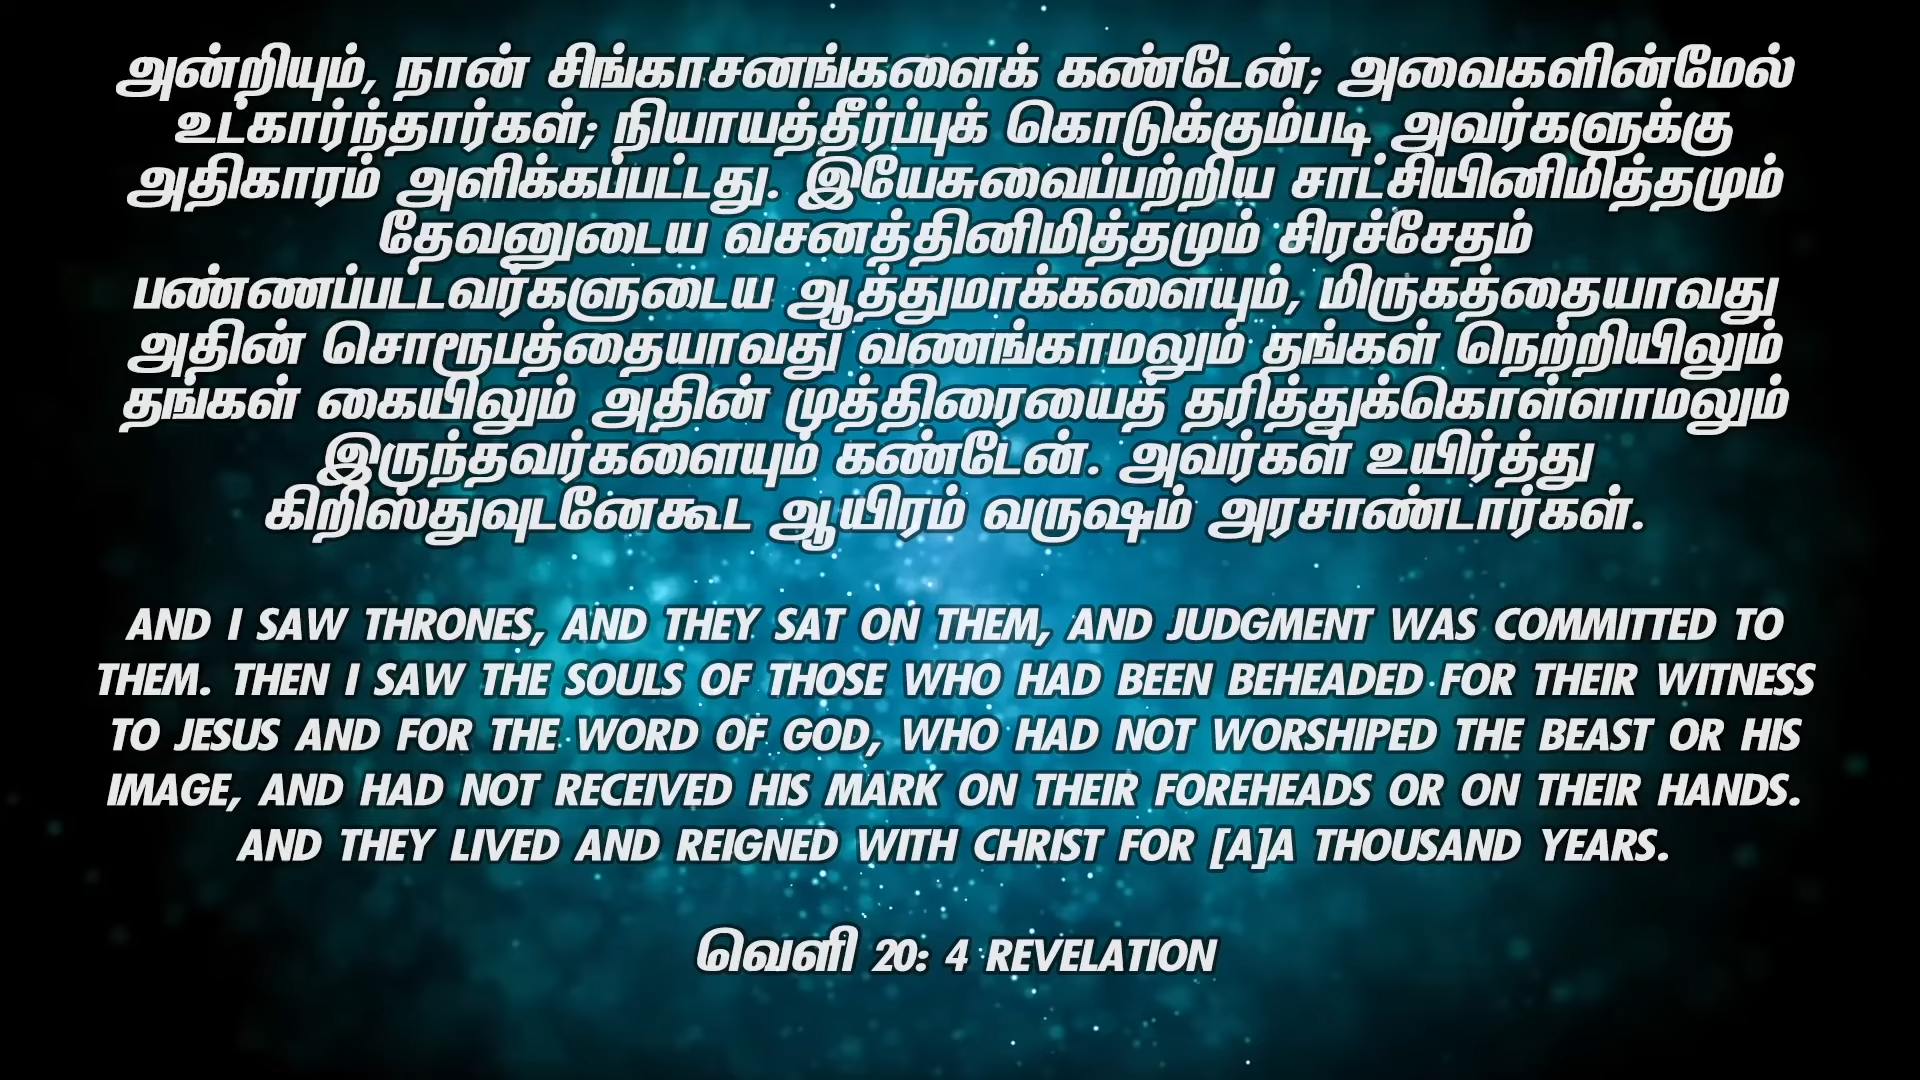 அன்றியும், நான் சிங்காசனங்களைக் கண்டேன்; அவைகளின்மேல்
உட்கார்ந்தார்கள்; நியாயத்தீர்ப்புக் கொடுக்கும்படி அவர்களுக்கு
அதிகாரம் அளிக்கப்பட்டது. இயேசுவைப்பற்றிய சாட்சியினிமித்தமும்
தேவனுடைய வசனத்தினிமித்தமும் சிரச்சேதம்
பண்ணப்பட்டவர்களுடைய ஆத்துமாக்களையும், மிருகத்தையாவது
அதின் சொரூபத்தையாவது வணங்காமலும் தங்கள் நெற்றியிலும்
தங்கள் கையிலும் அதின் முத்திரையைத் தரித்துக்கொள்ளாமலும்
இருந்தவர்களையும் கண்டேன். அவர்கள் உயிர்த்து
கிறிஸ்துவுடனேகூட ஆயிரம் வருஷம் அரசாண்டார்கள்.
AND I SAW THRONES, AND THEY SAT ON THEM, AND JUDGMENT WAS COMMITTED TO
THEM. THEN I SAW THE SOULS OF THOSE WHO HAD BEEN BEHEADED FOR THEIR WITNESS
TO JESUS AND FOR THE WORD OF GOD, WHO HAD NOT WORSHIPED THE BEAST OR HIS
IMAGE, AND HAD NOT RECEIVED HIS MARK ON THEIR FOREHEADS OR ON THEIR HANDS.
AND THEY LIVED AND REIGNED WITH CHRIST FOR [A]A THOUSAND YEARS.
வெளி 20: 4 REVELATION